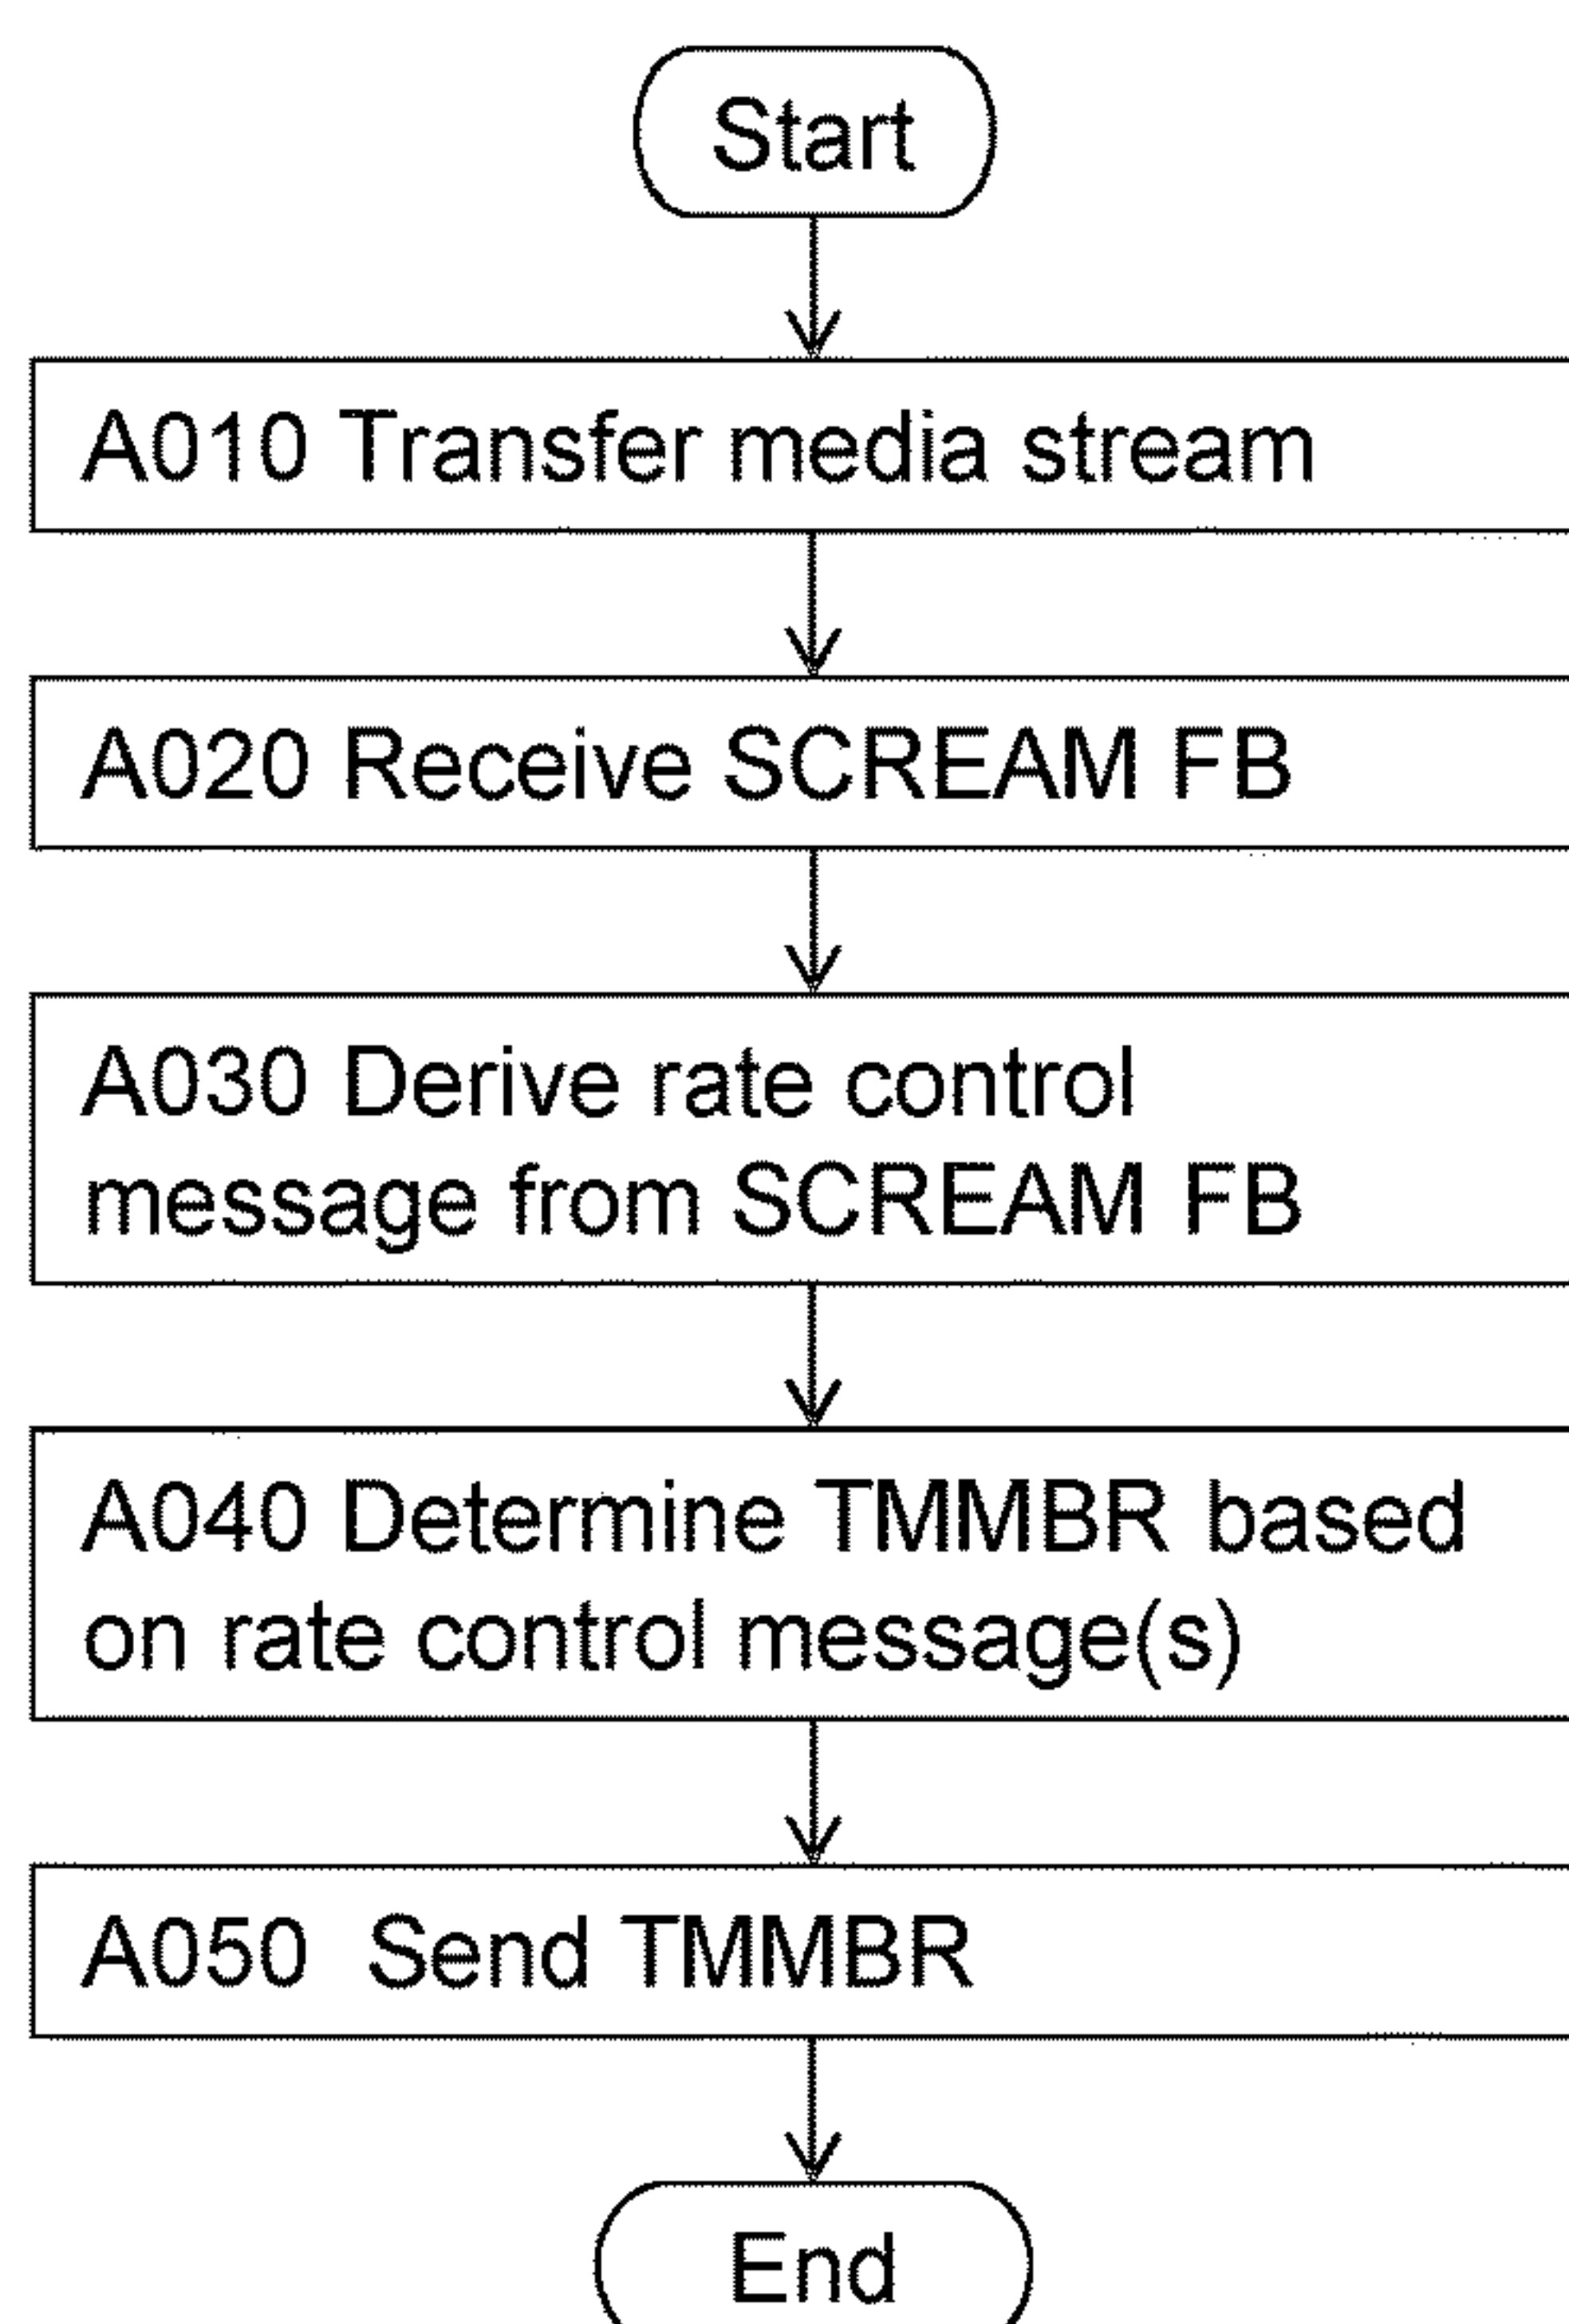 Start
A010 Transfer media stream
A020 Receive SCREAM FB
A030 Derive rate control
message from SCREAM FB
A040 Determine TMMBR based
on rate control message(s)
A050 Send TMMBR
End